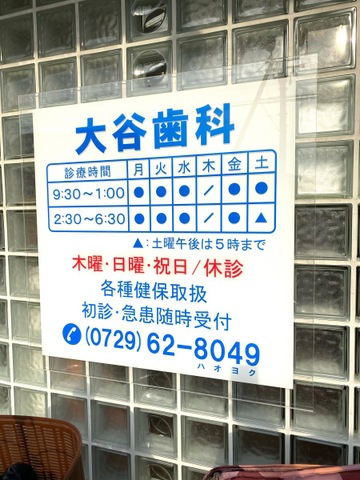 大谷歯科
診療時間 月 火 水 木 金 土
9:30～1:00 ● ● ● / ● ●
2:30～6:30 ● ● ● / ● ▲
▲:土曜午後は5時まで
木曜・日曜・祝日/休診
各種健保取扱
初診・急患随時受付
(0729)62-8049
ハオヨク